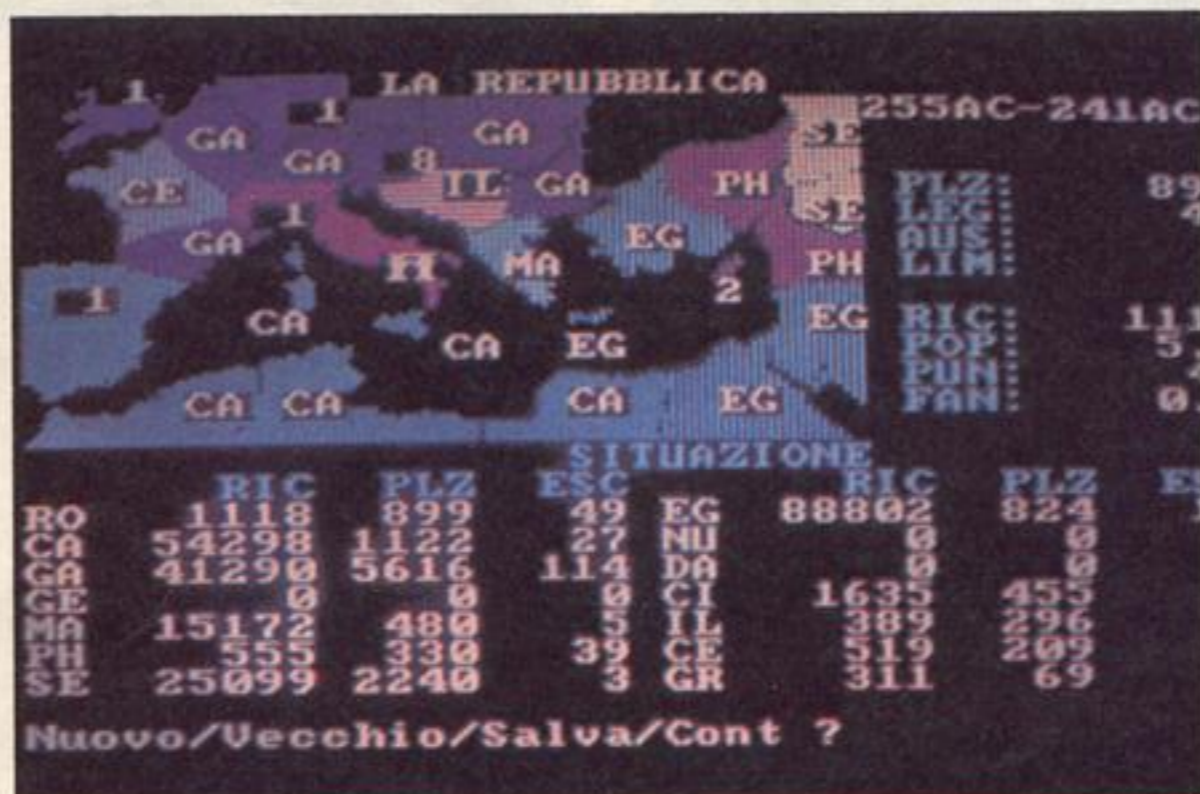 LA REPUBBLICA
255AC-241AC
1
1
GA
GA
SE
GA
8
CE
IL
GA
PH
PLZ: 89
SE
LEG:
1
GA
EG
AUS:
MA
PH
LIM:
1
2
CA
EG
RIC: 111
CA
EG
POP: 5
PUN:
CA
CA
CA
EG
FAN: 0
SITUAZIONE
RIC PLZ ESC RIC PLZ
RO 1118 899 49 EG 88802 824
CA 54298 1122 27 NU 0 0
GA 41290 5616 114 DA 0 0
GE 0 0 0 CI 1635 455
MA 15172 480 5 IL 389 296
PH 555 330 39 CE 519 209
SE 25099 2240 3 GR 311 69
Nuovo/Vecchio/Salva/Cont ?